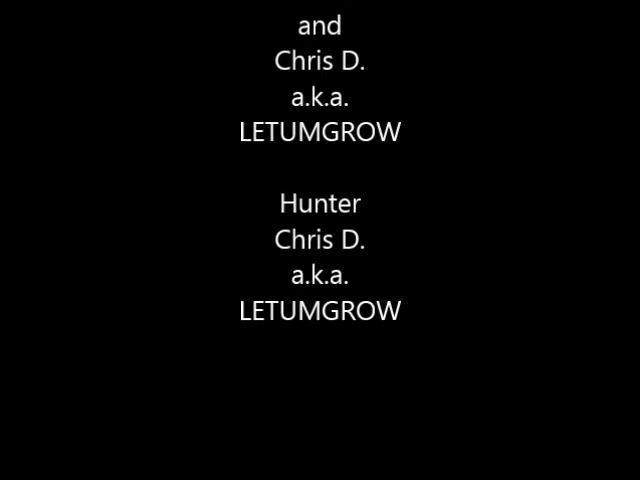 and
Chris D.
a.k.a.
LETUMGROW
Hunter
Chris D.
a.k.a.
LETUMGROW